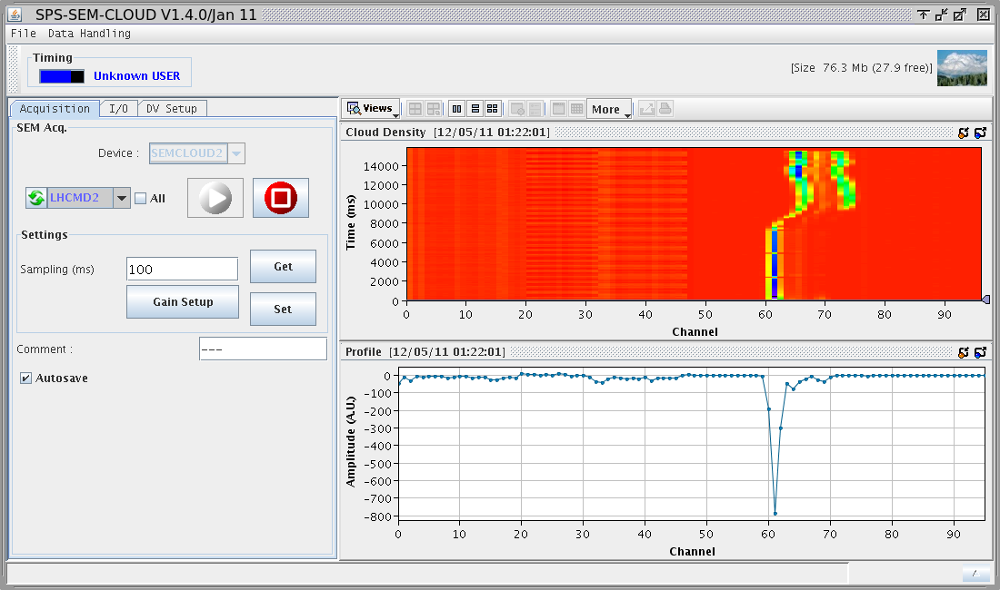 SPS-SEM-CLOUD V1.4.0/Jan 11
File Data Handling
Timing
Unknown USER
[Size 76.3 Mb (27.9 free)]
Acquisition I/O DV Setup
SEM Acq.
Device : SEMCLOUD2
LHCMD2 All
Settings
Sampling (ms) 100 Get
Gain Setup Set
Comment : ---
Autosave
Views More
Cloud Density [12/05/11 01:22:01]
Time (ms)
14000
12000
10000
8000
6000
4000
2000
0
0 10 20 30 40 50 60 70 80 90
Channel
Profile [12/05/11 01:22:01]
Amplitude (A.U.)
0
-100
-200
-300
-400
-500
-600
-700
-800
0 10 20 30 40 50 60 70 80 90
Channel